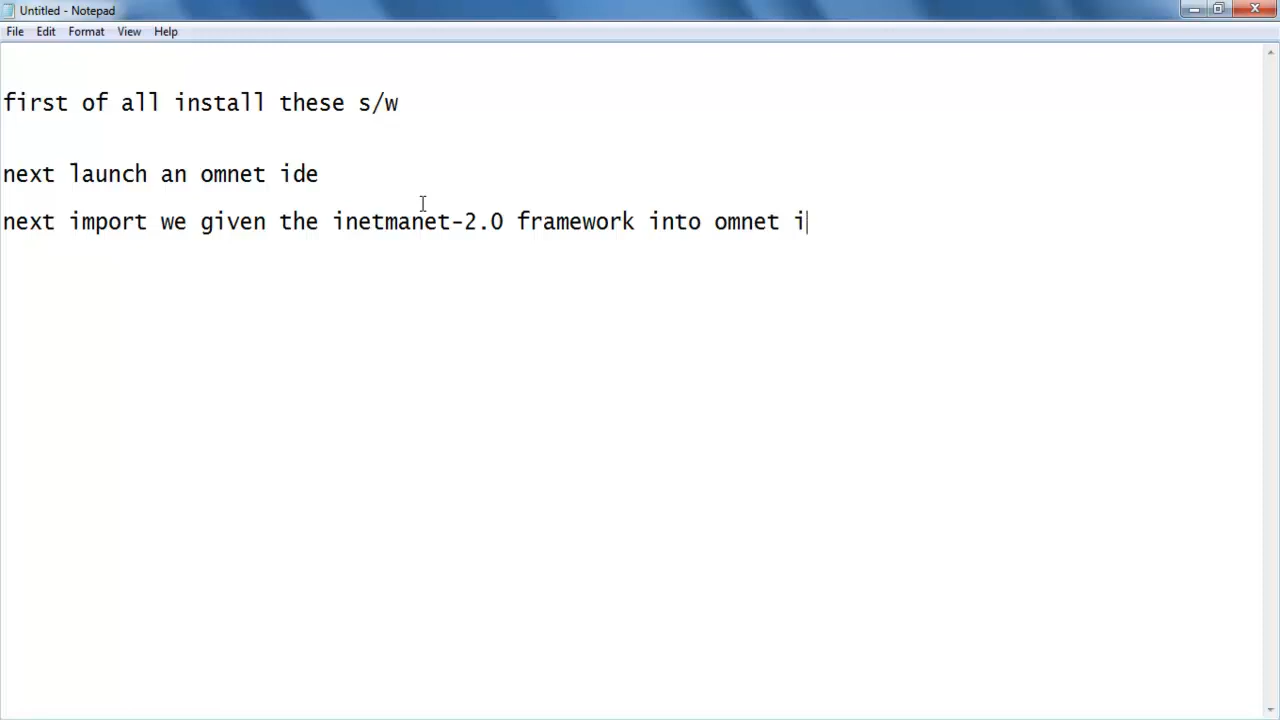 Untitled - Notepad
File Edit Format View Help
first of all install these s/w
next launch an omnet ide
next import we given the inetmanet-2.0 framework into omnet i